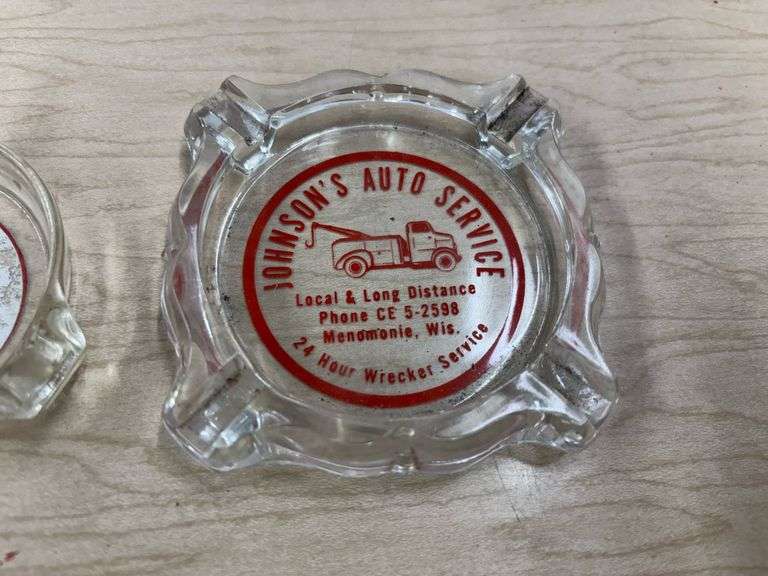 JOHNSON'S AUTO SERVICE
Local & Long Distance
Phone CE 5-2598
Menomonie, Wis.
24 Hour Wrecker Service